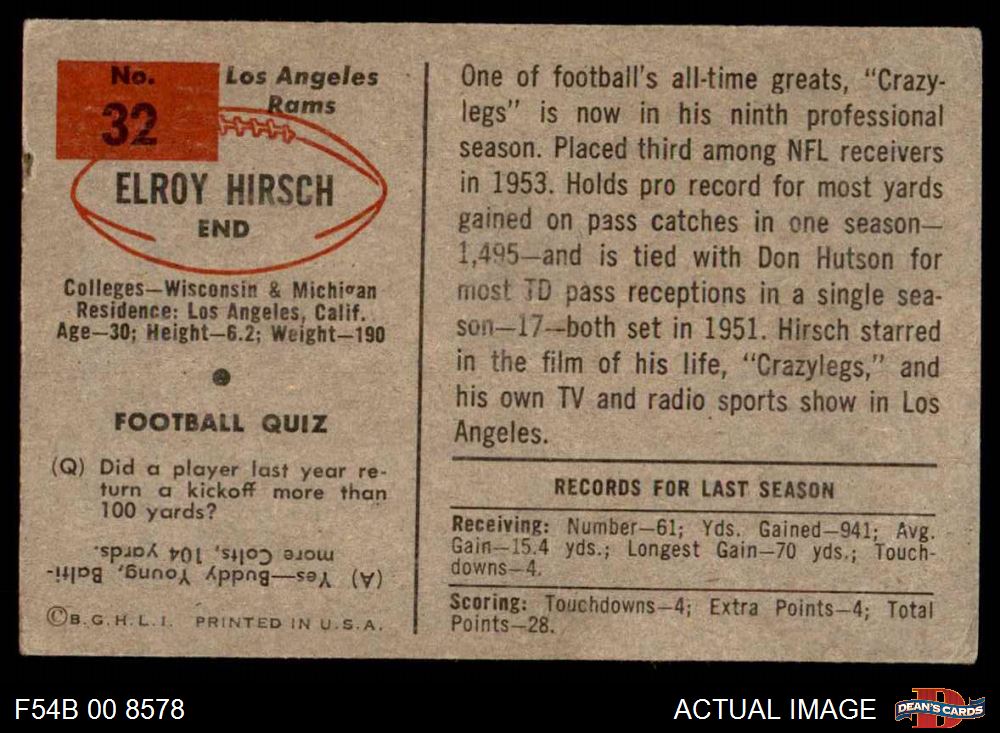 No.
32
Los Angeles
Rams
ELROY HIRSCH
END
Colleges—Wisconsin & Michigan
Residence: Los Angeles, Calif.
Age—30; Height—6.2; Weight—190
FOOTBALL QUIZ
(Q) Did a player last year re-
turn a kickoff more than
100 yards?
(A) Yes—Buddy Young, Balti-
more Colts, 104 yards.
©B.G.H.L.I. PRINTED IN U.S.A.
One of football's all-time greats, "Crazy-
legs" is now in his ninth professional
season. Placed third among NFL receivers
in 1953. Holds pro record for most yards
gained on pass catches in one season—
1,495—and is tied with Don Hutson for
most TD pass receptions in a single sea-
son—17—both set in 1951. Hirsch starred
in the film of his life, "Crazylegs," and
his own TV and radio sports show in Los
Angeles.
RECORDS FOR LAST SEASON
Receiving: Number—61; Yds. Gained—941; Avg.
Gain—15.4 yds.; Longest Gain—70 yds.; Touch-
downs—4.
Scoring: Touchdowns—4; Extra Points—4; Total
Points—28.
F54B 00 8578
ACTUAL IMAGE
DEAN'S CARDS